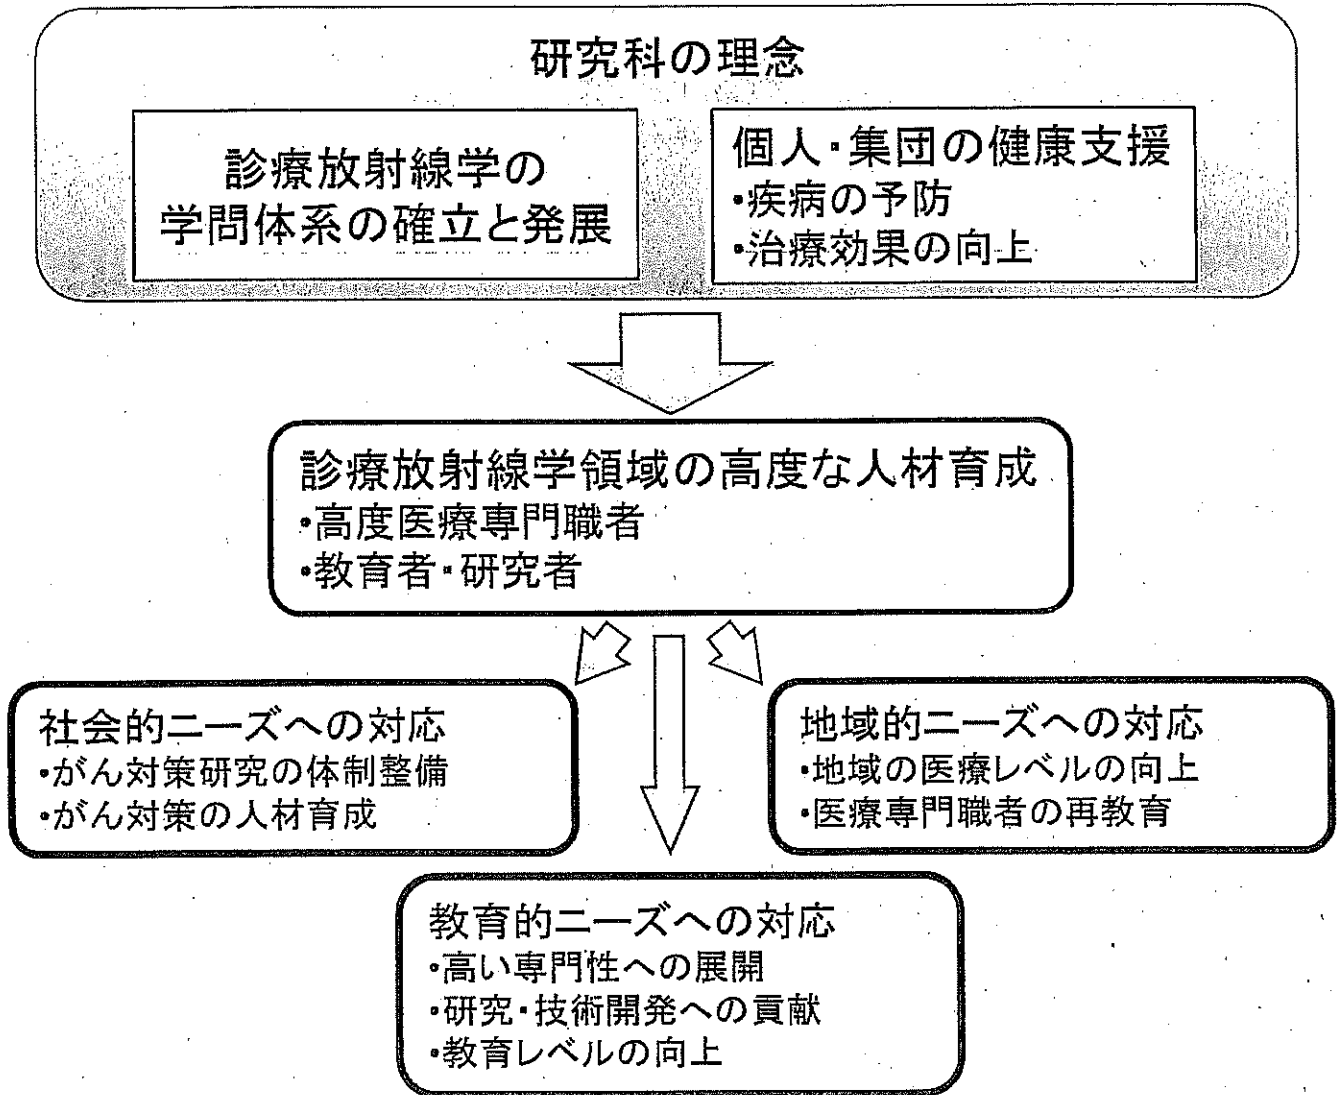 研究科の理念
診療放射線学の
学問体系の確立と発展
個人・集団の健康支援
・疾病の予防
・治療効果の向上
診療放射線学領域の高度な人材育成
・高度医療専門職者
・教育者・研究者
社会的ニーズへの対応
・がん対策研究の体制整備
・がん対策の人材育成
地域的ニーズへの対応
・地域の医療レベルの向上
・医療専門職者の再教育
教育的ニーズへの対応
・高い専門性への展開
・研究・技術開発への貢献
・教育レベルの向上